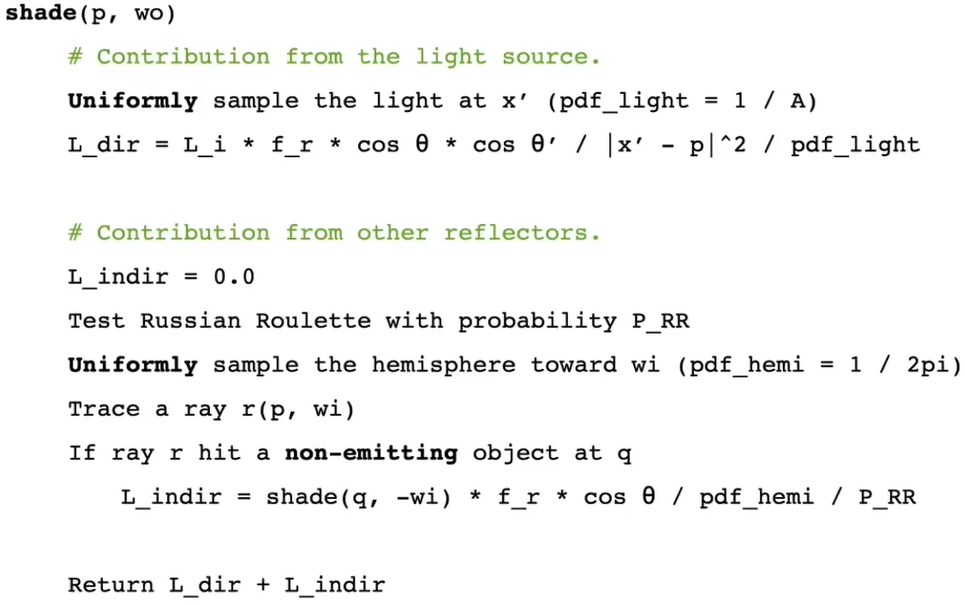 shade(p, wo)
# Contribution from the light source.
Uniformly sample the light at x′ (pdf_light = 1 / A)
L_dir = L_i * f_r * cos θ * cos θ′ / |x′ - p|^2 / pdf_light
# Contribution from other reflectors.
L_indir = 0.0
Test Russian Roulette with probability P_RR
Uniformly sample the hemisphere toward wi (pdf_hemi = 1 / 2pi)
Trace a ray r(p, wi)
If ray r hit a non-emitting object at q
L_indir = shade(q, -wi) * f_r * cos θ / pdf_hemi / P_RR
Return L_dir + L_indir